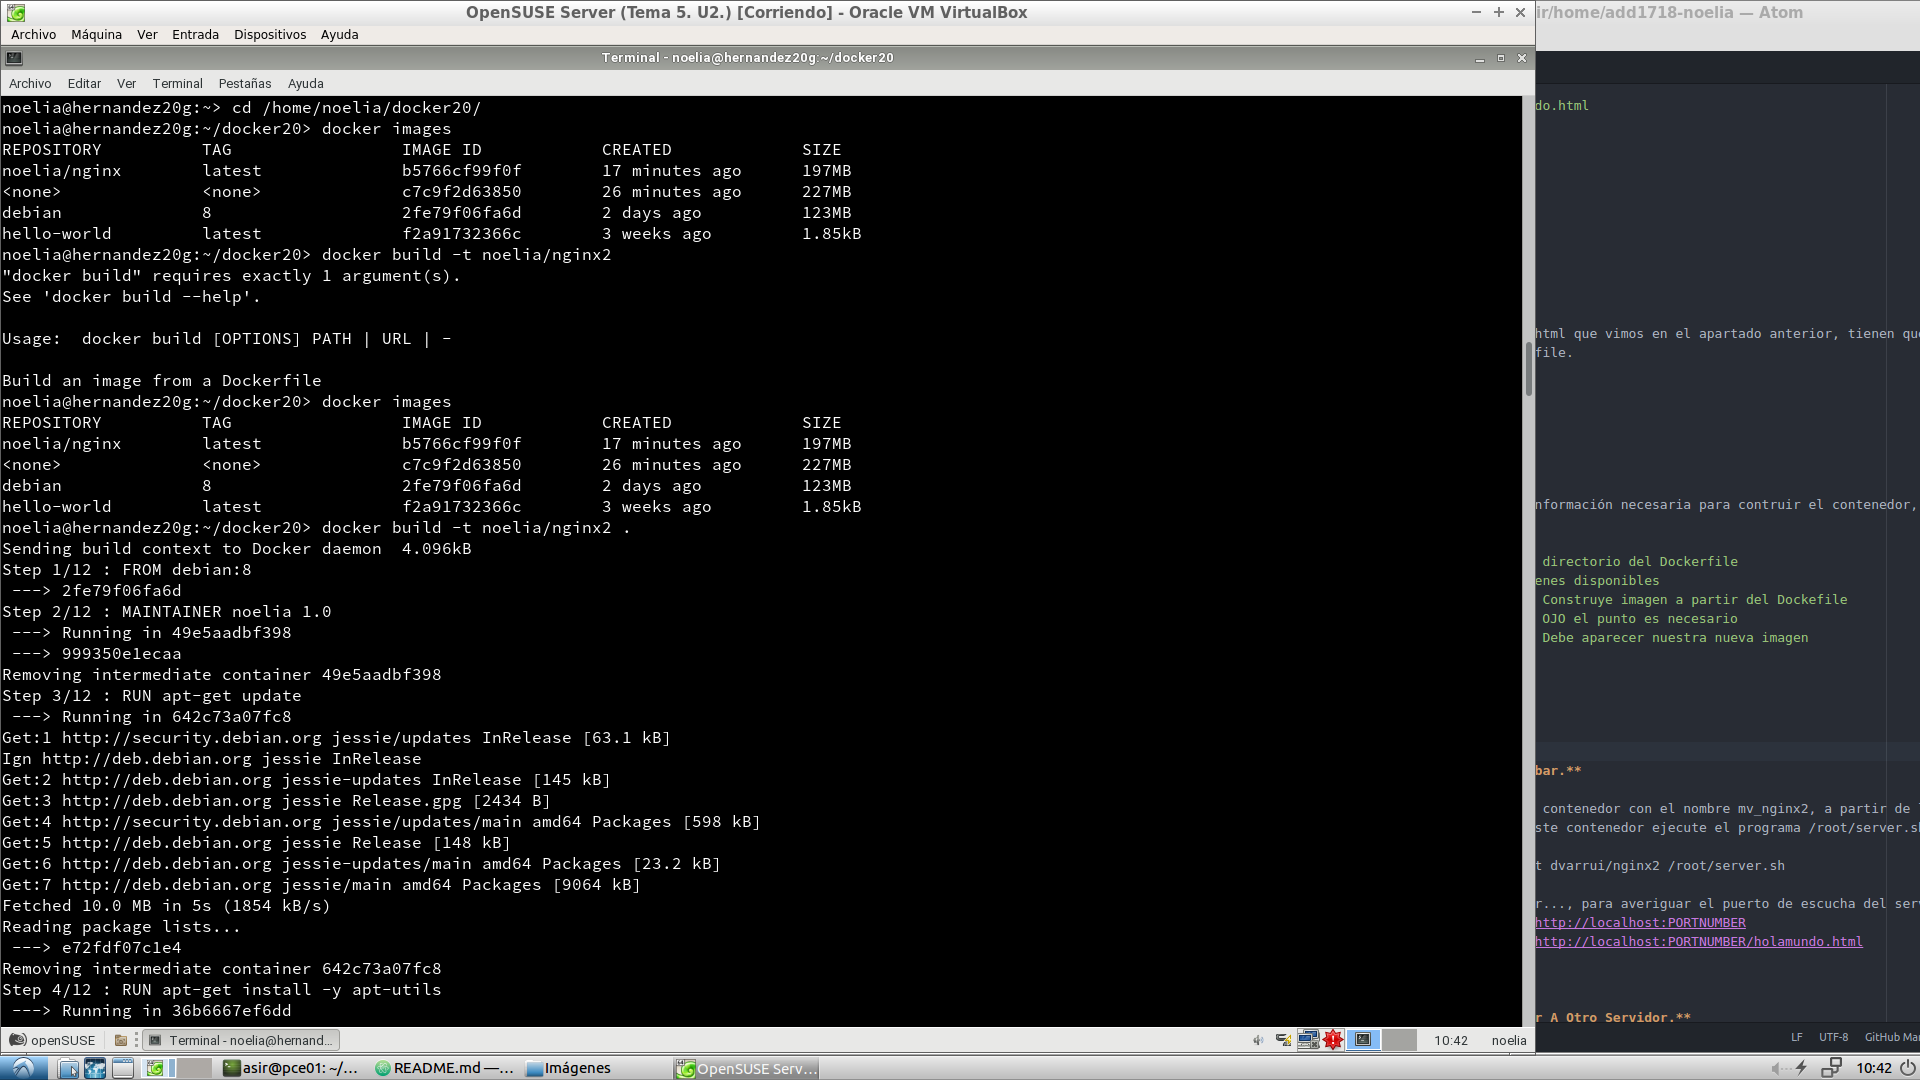 OpenSUSE Server (Tema 5. U2.) [Corriendo] - Oracle VM VirtualBox
ir/home/add1718-noelia — Atom
Archivo Máquina Ver Entrada Dispositivos Ayuda
Terminal - noelia@hernandez20g:~/docker20
Archivo Editar Ver Terminal Pestañas Ayuda
noelia@hernandez20g:~> cd /home/noelia/docker20/
noelia@hernandez20g:~/docker20> docker images
REPOSITORY TAG IMAGE ID CREATED SIZE
noelia/nginx latest b5766cf99f0f 17 minutes ago 197MB
<none> <none> c7c9f2d63850 26 minutes ago 227MB
debian 8 2fe79f06fa6d 2 days ago 123MB
hello-world latest f2a91732366c 3 weeks ago 1.85kB
noelia@hernandez20g:~/docker20> docker build -t noelia/nginx2
"docker build" requires exactly 1 argument(s).
See 'docker build --help'.
Usage:  docker build [OPTIONS] PATH | URL | -
Build an image from a Dockerfile
noelia@hernandez20g:~/docker20> docker images
REPOSITORY TAG IMAGE ID CREATED SIZE
noelia/nginx latest b5766cf99f0f 17 minutes ago 197MB
<none> <none> c7c9f2d63850 26 minutes ago 227MB
debian 8 2fe79f06fa6d 2 days ago 123MB
hello-world latest f2a91732366c 3 weeks ago 1.85kB
noelia@hernandez20g:~/docker20> docker build -t noelia/nginx2 .
Sending build context to Docker daemon  4.096kB
Step 1/12 : FROM debian:8
---> 2fe79f06fa6d
Step 2/12 : MAINTAINER noelia 1.0
---> Running in 49e5aadbf398
---> 999350e1ecaa
Removing intermediate container 49e5aadbf398
Step 3/12 : RUN apt-get update
---> Running in 642c73a07fc8
Get:1 http://security.debian.org jessie/updates InRelease [63.1 kB]
Ign http://deb.debian.org jessie InRelease
Get:2 http://deb.debian.org jessie-updates InRelease [145 kB]
Get:3 http://deb.debian.org jessie Release.gpg [2434 B]
Get:4 http://security.debian.org jessie/updates/main amd64 Packages [598 kB]
Get:5 http://deb.debian.org jessie Release [148 kB]
Get:6 http://deb.debian.org jessie-updates/main amd64 Packages [23.2 kB]
Get:7 http://deb.debian.org jessie/main amd64 Packages [9064 kB]
Fetched 10.0 MB in 5s (1854 kB/s)
Reading package lists...
---> e72fdf07c1e4
Removing intermediate container 642c73a07fc8
Step 4/12 : RUN apt-get install -y apt-utils
---> Running in 36b6667ef6dd
do.html
html que vimos en el apartado anterior, tienen que
file.
nformación necesaria para contruir el contenedor,
directorio del Dockerfile
enes disponibles
Construye imagen a partir del Dockefile
OJO el punto es necesario
Debe aparecer nuestra nueva imagen
bar.**
contenedor con el nombre mv_nginx2, a partir de l
ste contenedor ejecute el programa /root/server.sh
t dvarrui/nginx2 /root/server.sh
r..., para averiguar el puerto de escucha del serv
http://localhost:PORTNUMBER
http://localhost:PORTNUMBER/holamundo.html
r A Otro Servidor.**
LF UTF-8 GitHub Mar
openSUSE Terminal - noelia@hernand... 10:42 noelia
asir@pce01: ~/... README.md —... Imágenes OpenSUSE Serv... 10:42